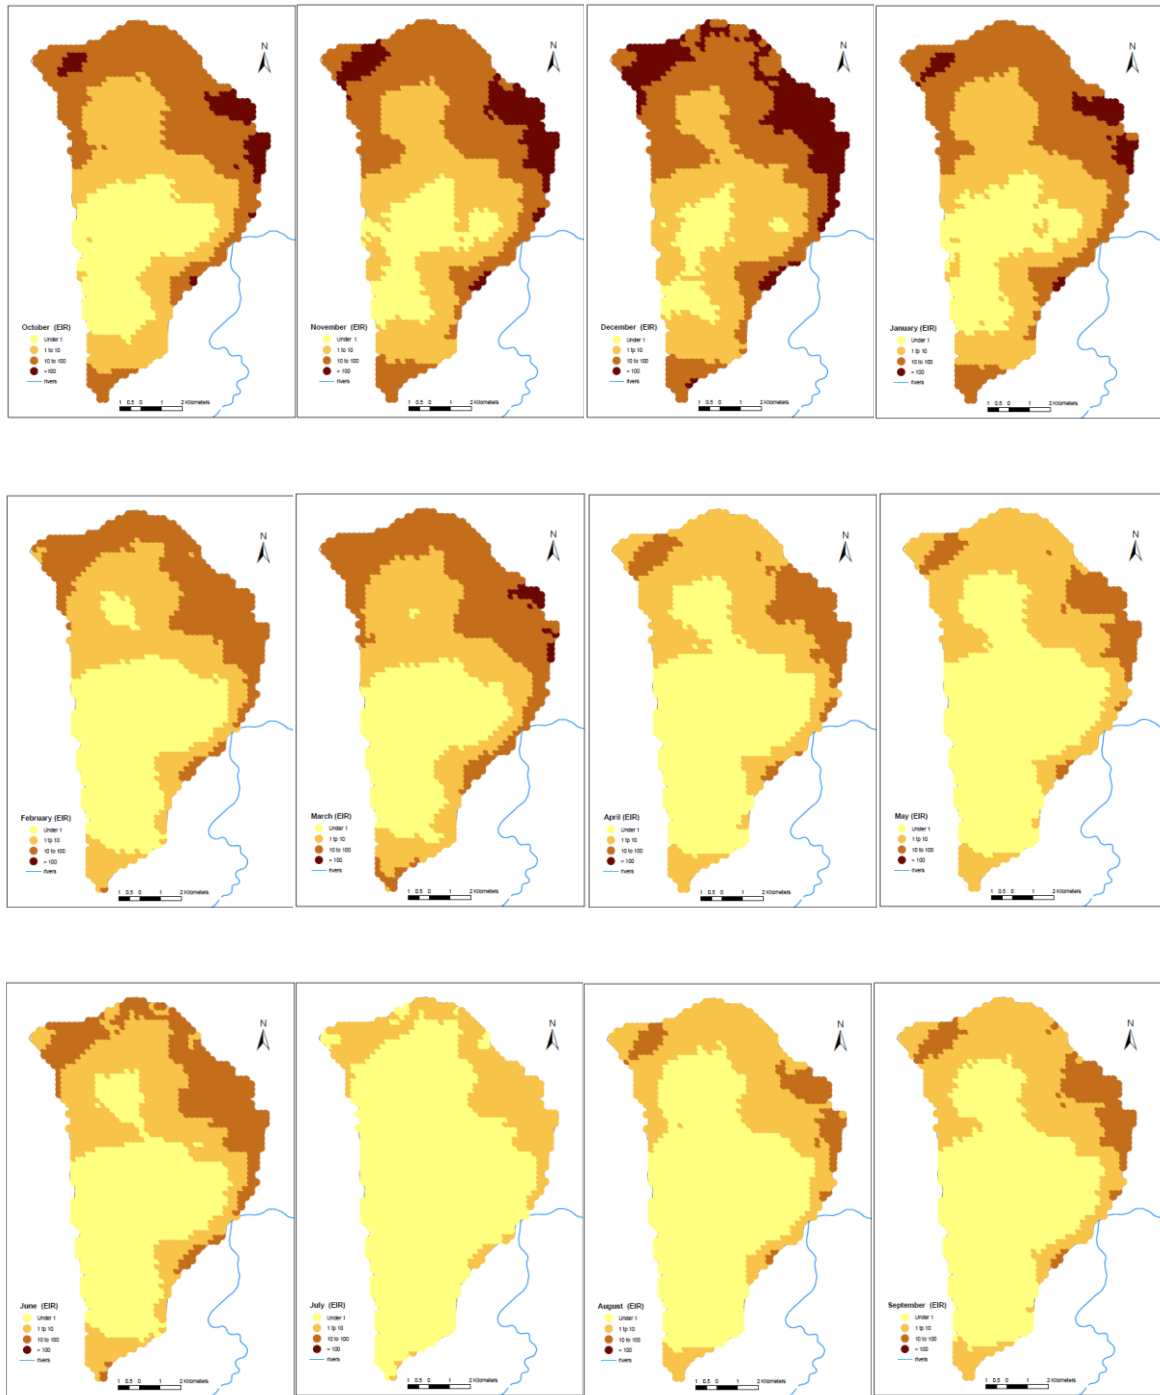 N
October (EIR)
Under 1
1 to 10
10 to 100
> 100
rivers
1 0.5 0 1 2 Kilometers
N
November (EIR)
Under 1
1 to 10
10 to 100
> 100
rivers
1 0.5 0 1 2 Kilometers
N
December (EIR)
Under 1
1 tp 10
10 to 100
> 100
rivers
1 0.5 0 1 2 Kilometers
N
January (EIR)
Under 1
1 tp 10
10 to 100
> 100
rivers
1 0.5 0 1 2 Kilometers
N
February (EIR)
Under 1
1 tp 10
10 to 100
> 100
rivers
1 0.5 0 1 2 Kilometers
N
March (EIR)
Under 1
1 tp 10
10 to 100
> 100
rivers
1 0.5 0 1 2 Kilometers
N
April (EIR)
Under 1
1 tp 10
10 to 100
> 100
rivers
1 0.5 0 1 2 Kilometers
N
May (EIR)
Under 1
1 tp 10
10 to 100
> 100
rivers
1 0.5 0 1 2 Kilometers
N
June (EIR)
Under 1
1 tp 10
10 to 100
> 100
rivers
1 0.5 0 1 2 Kilometers
N
July (EIR)
Under 1
1 tp 10
10 to 100
> 100
rivers
1 0.5 0 1 2 Kilometers
N
August (EIR)
Under 1
1 tp 10
10 to 100
> 100
rivers
1 0.5 0 1 2 Kilometers
N
September (EIR)
Under 1
1 tp 10
10 to 100
> 100
rivers
1 0.5 0 1 2 Kilometers